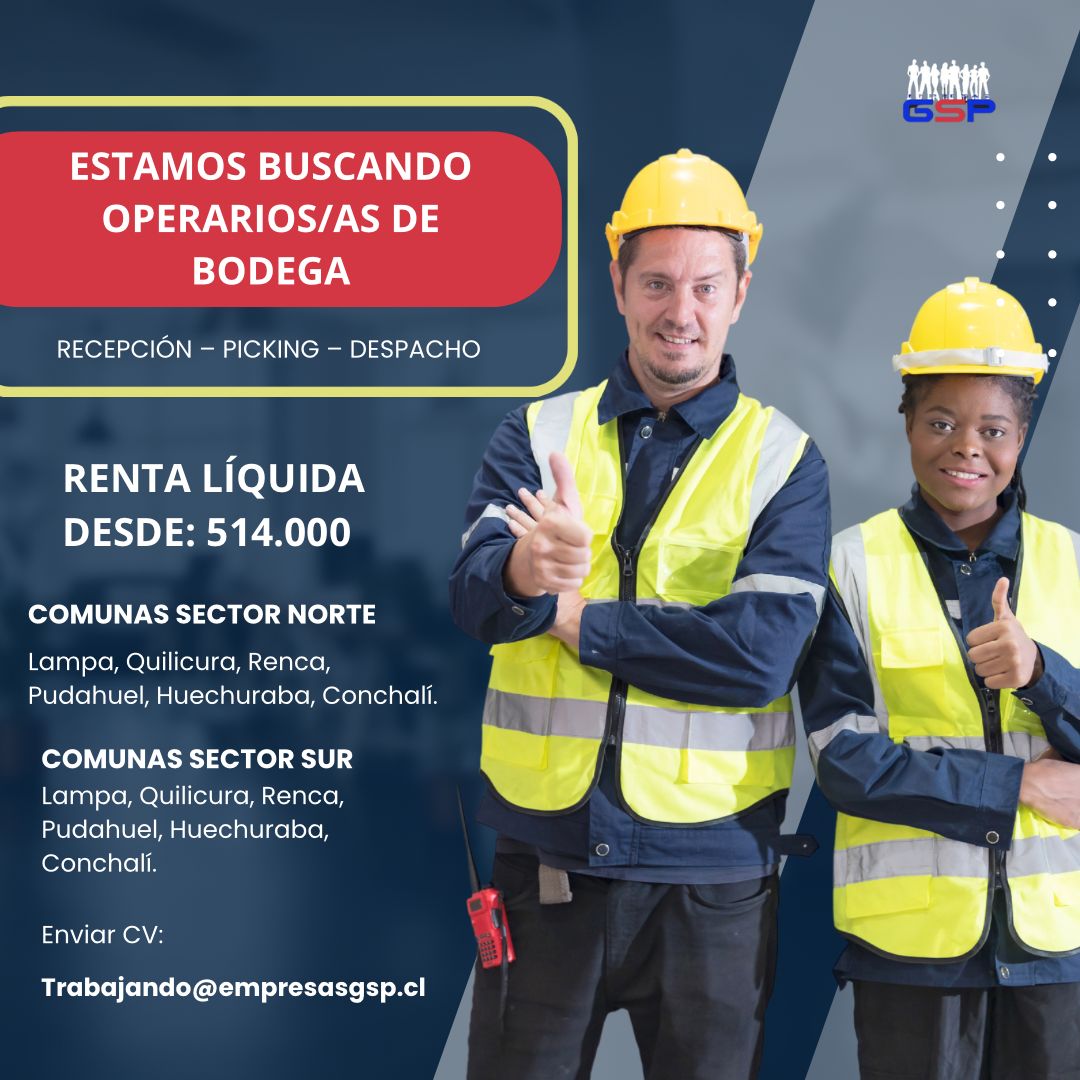 GSP
ESTAMOS BUSCANDO
OPERARIOS/AS DE
BODEGA
RECEPCIÓN – PICKING – DESPACHO
RENTA LÍQUIDA
DESDE: 514.000
COMUNAS SECTOR NORTE
Lampa, Quilicura, Renca,
Pudahuel, Huechuraba, Conchalí.
COMUNAS SECTOR SUR
Lampa, Quilicura, Renca,
Pudahuel, Huechuraba,
Conchalí.
Enviar CV:
Trabajando@empresasgsp.cl